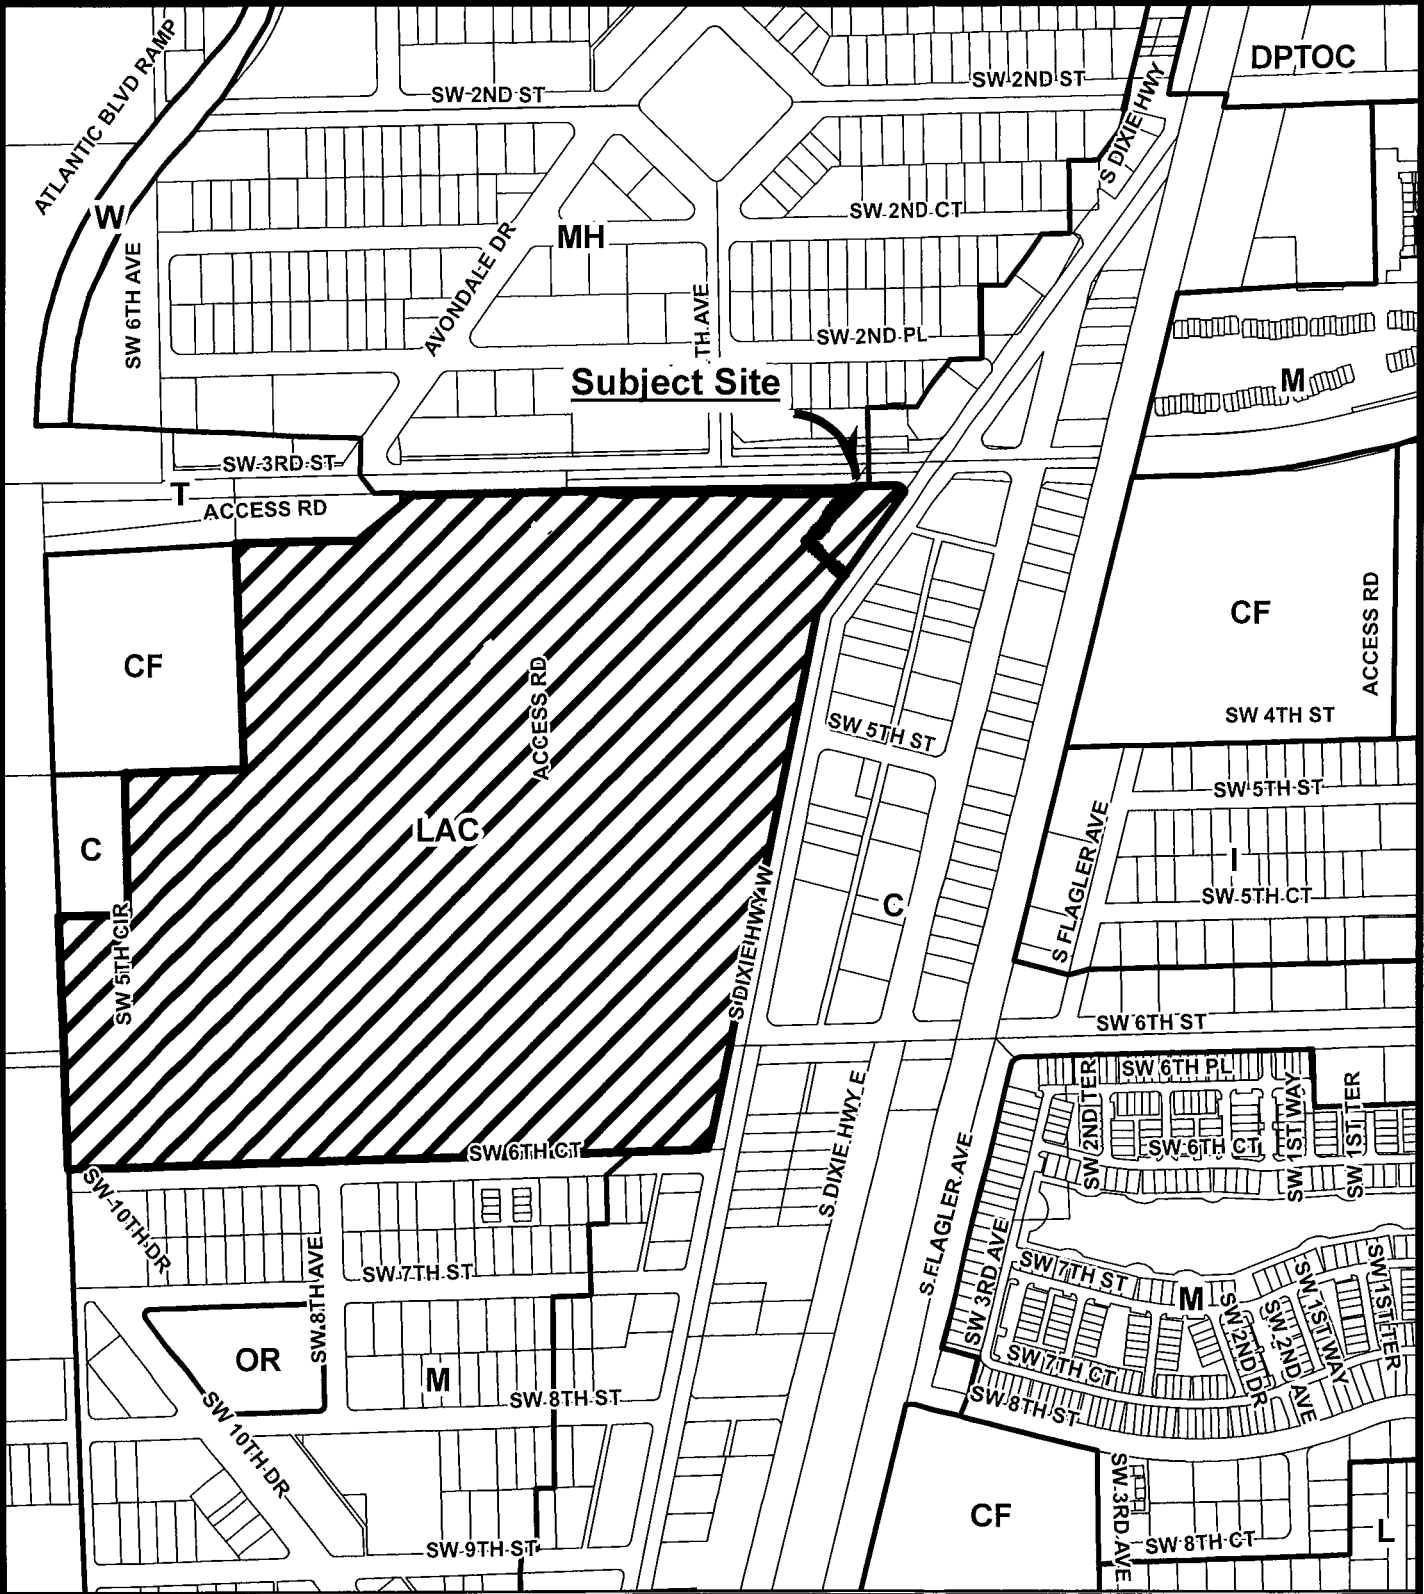 DPTOC
ATLANTIC BLVD RAMP
SW 2ND ST
SW 2ND ST
S DIXIE HWY
W
SW 2ND CT
MH
SW 6TH AVE
AVONDALE DR
TH AVE
SW 2ND PL
Subject Site
M
SW 3RD ST
T
ACCESS RD
CF
ACCESS RD
CF
ACCESS RD
SW 4TH ST
SW 5TH ST
SW 5TH ST
LAC
C
I
S FLAGLER AVE
SW 5TH CT
C
S DIXIE HWY W
SW 5TH CIR
SW 6TH ST
SW 6TH PL
SW 2ND TER
SW 1ST WAY
SW 1ST TER
SW 6TH CT
SW 6TH CT
S DIXIE HWY E
S FLAGLER AVE
SW 10TH DR
SW 8TH AVE
SW 7TH ST
SW 3RD AVE
SW 7TH ST
M
SW 1ST WAY
SW 1ST TER
SW 2ND DR
SW 2ND AVE
OR
M
SW 7TH CT
SW 8TH ST
SW 8TH ST
SW 10TH DR
CF
SW 3RD AVE
L
SW 8TH CT
SW 9TH ST